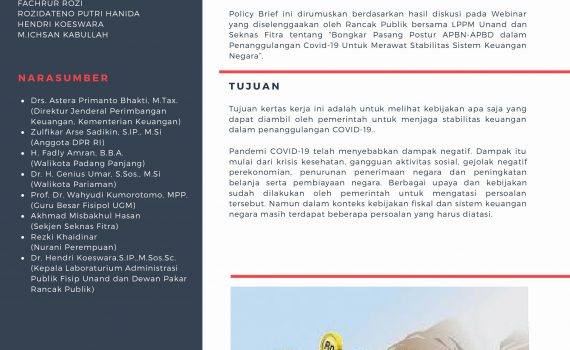 FACHRUR ROZI
ROZIDATENO PUTRI HANIDA
HENDRI KOESWARA
M.ICHSAN KABULLAH
NARASUMBER
Drs. Astera Primanto Bhakti, M.Tax.
(Direktur Jenderal Perimbangan
Keuangan, Kementerian Keuangan)
Zulfikar Arse Sadikin, S.IP., M.Si
(Anggota DPR RI)
H. Fadly Amran, B.B.A.
(Walikota Padang Panjang)
Dr. H. Genius Umar, S.Sos., M.Si
(Walikota Pariaman)
Prof. Dr. Wahyudi Kumorotomo, MPP.
(Guru Besar Fisipol UGM)
Akhmad Misbakhul Hasan
(Sekjen Seknas Fitra)
Rezki Khaidinar
(Nurani Perempuan)
Dr. Hendri Koeswara,S.IP.,M.Sos.Sc.
(Kepala Laboraturium Administrasi
Publik Fisip Unand dan Dewan Pakar
Rancak Publik)
Policy Brief ini dirumuskan berdasarkan hasil diskusi pada Webinar
yang diselenggaakan oleh Rancak Publik bersama LPPM Unand dan
Seknas Fitra tentang "Bongkar Pasang Postur APBN-APBD dalam
Penanggulangan Covid-19 Untuk Merawat Stabilitas Sistem Keuangan
Negara".
TUJUAN
Tujuan kertas kerja ini adalah untuk melihat kebijakan apa saja yang
dapat diambil oleh pemerintah untuk menjaga stabilitas keuangan
dalam penanggulangan COVID-19..
Pandemi COVID-19 telah menyebabkan dampak negatif. Dampak itu
mulai dari krisis kesehatan, gangguan aktivitas sosial, gejolak negatif
perekonomian, penurunan penerimaan negara dan peningkatan
belanja serta pembiayaan negara. Berbagai upaya dan kebijakan
sudah dilakukan oleh pemerintah untuk mengatasi persoalan
tersebut. Namun dalam konteks kebijakan fiskal dan sistem keuangan
negara masih terdapat beberapa persoalan yang harus diatasi.